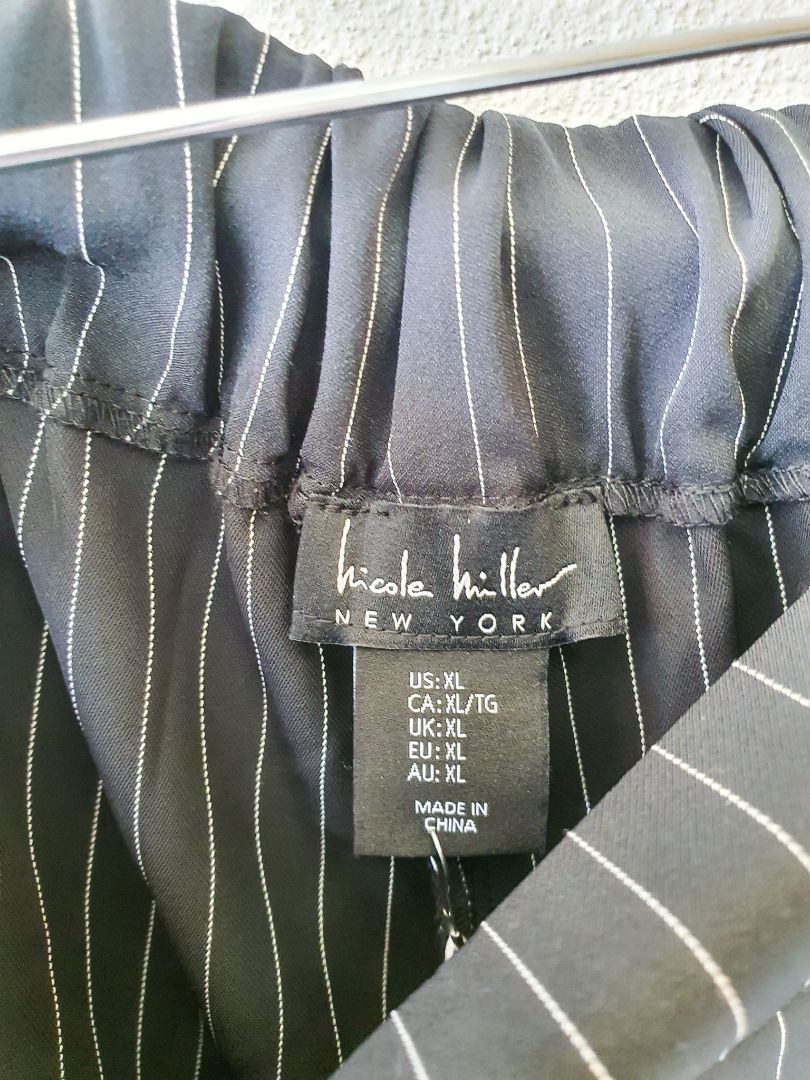 Nicole Miller
NEW YORK
US: XL
CA: XL/TG
UK: XL
EU: XL
AU: XL
MADE IN
CHINA